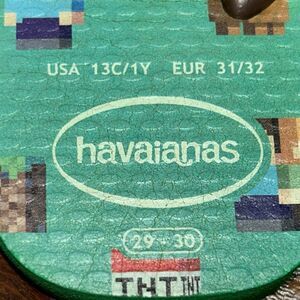 USA 13C/1Y EUR 31/32
havaianas
29 - 30
TNT TNT